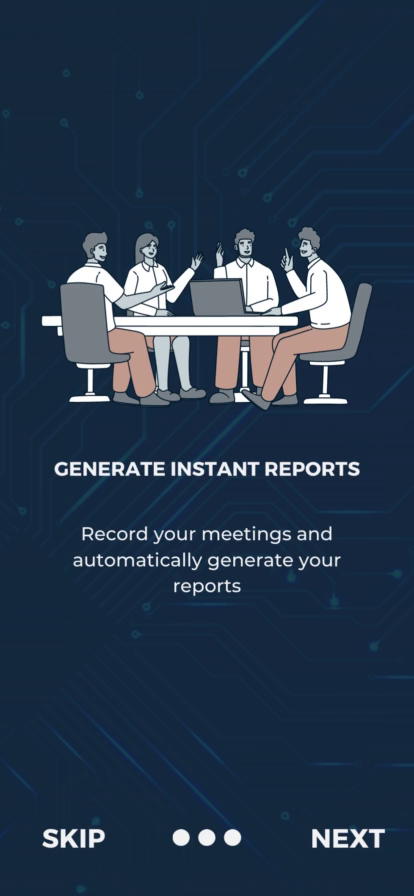 GENERATE INSTANT REPORTS
Record your meetings and
automatically generate your
reports
SKIP
NEXT